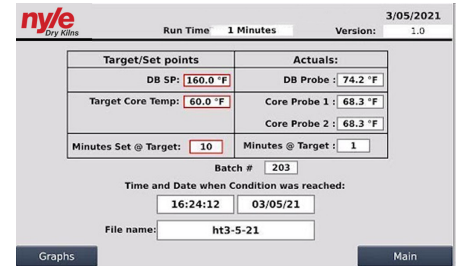 nyle
Dry Kilns
3/05/2021
Run Time 1 Minutes Version: 1.0
Target/Set points Actuals:
DB SP: 160.0 °F DB Probe : 74.2 °F
Target Core Temp: 60.0 °F Core Probe 1 : 68.3 °F
Core Probe 2 : 68.3 °F
Minutes Set @ Target: 10 Minutes @ Target : 1
Batch # 203
Time and Date when Condition was reached:
16:24:12 03/05/21
File name: ht3-5-21
Graphs Main